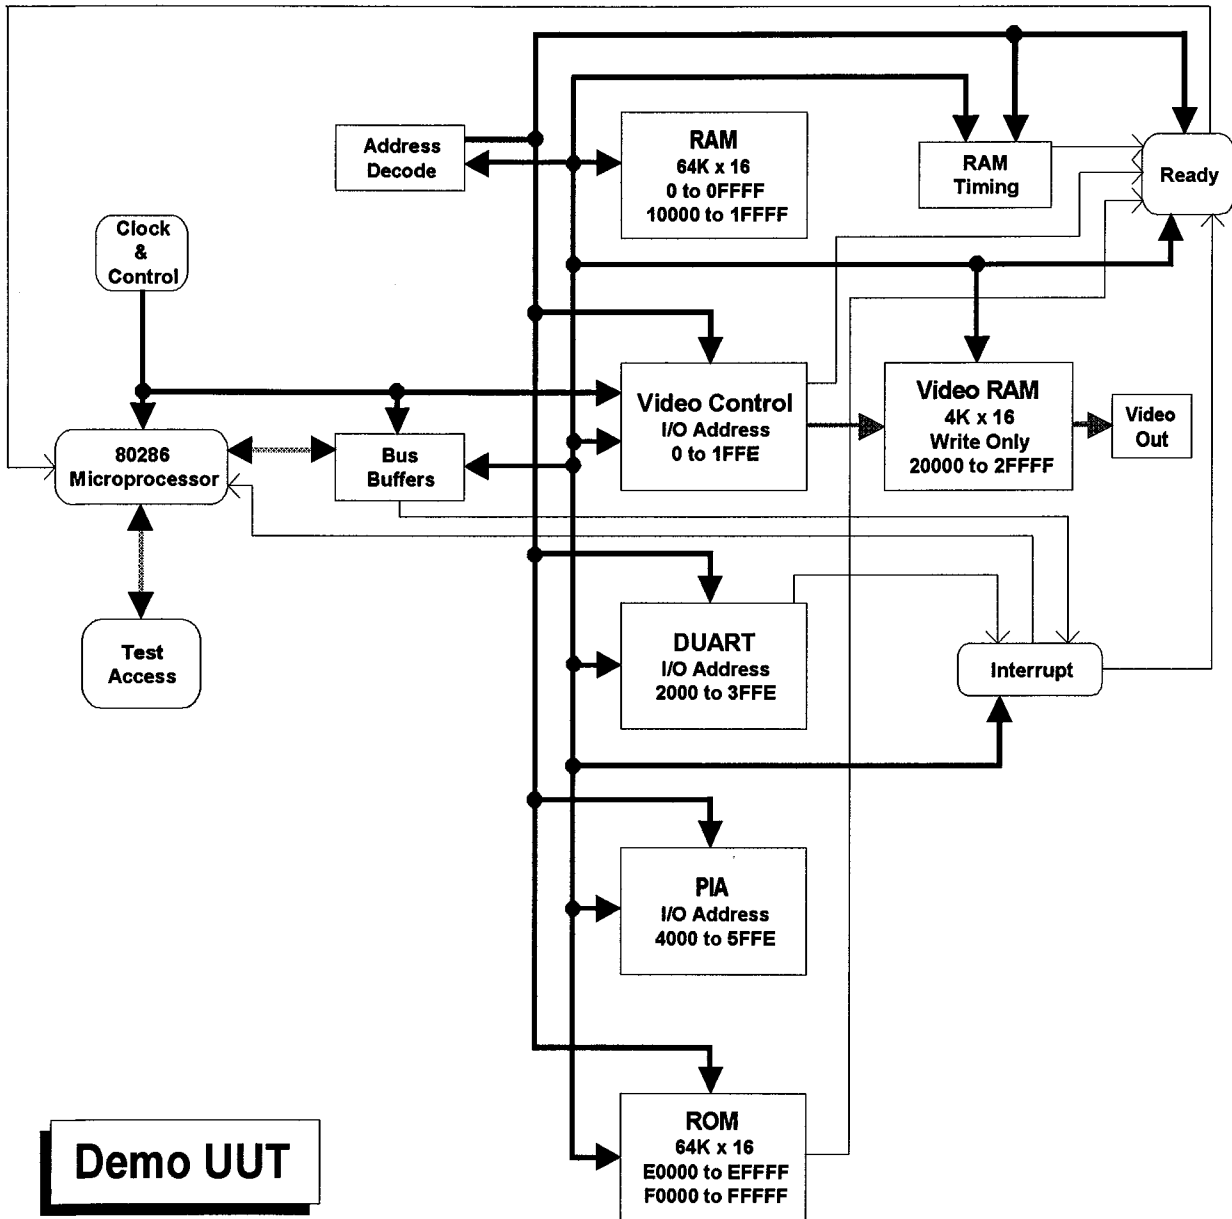 Address
Decode
RAM
64K x 16
0 to 0FFFF
10000 to 1FFFF
RAM
Timing
Ready
Clock
&
Control
80286
Microprocessor
Bus
Buffers
Video Control
I/O Address
0 to 1FFE
Video RAM
4K x 16
Write Only
20000 to 2FFFF
Video
Out
Test
Access
DUART
I/O Address
2000 to 3FFE
Interrupt
PIA
I/O Address
4000 to 5FFE
ROM
64K x 16
E0000 to EFFFF
F0000 to FFFFF
Demo UUT